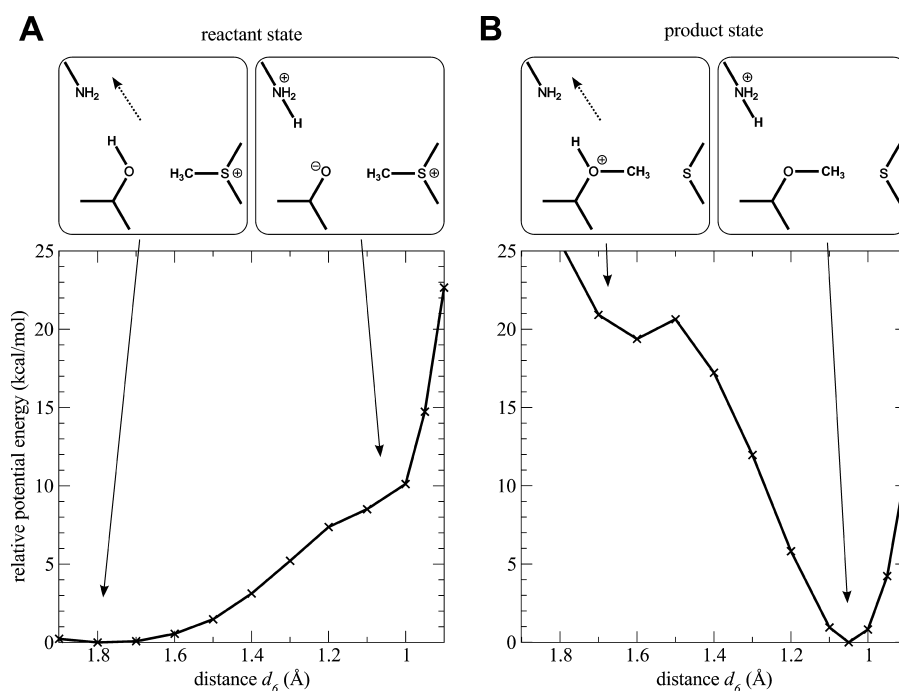 A
reactant state
NH2
H
O
H3C
S
⊕
⊕
NH2
H
⊖
O
H3C
S
⊕
25
20
15
10
5
0
relative potential energy (kcal/mol)
1.8
1.6
1.4
1.2
1
distance d6 (Å)
B
product state
NH2
H
O
⊕
CH3
S
⊕
NH2
H
O
CH3
S
25
20
15
10
5
0
1.8
1.6
1.4
1.2
1
distance d6 (Å)